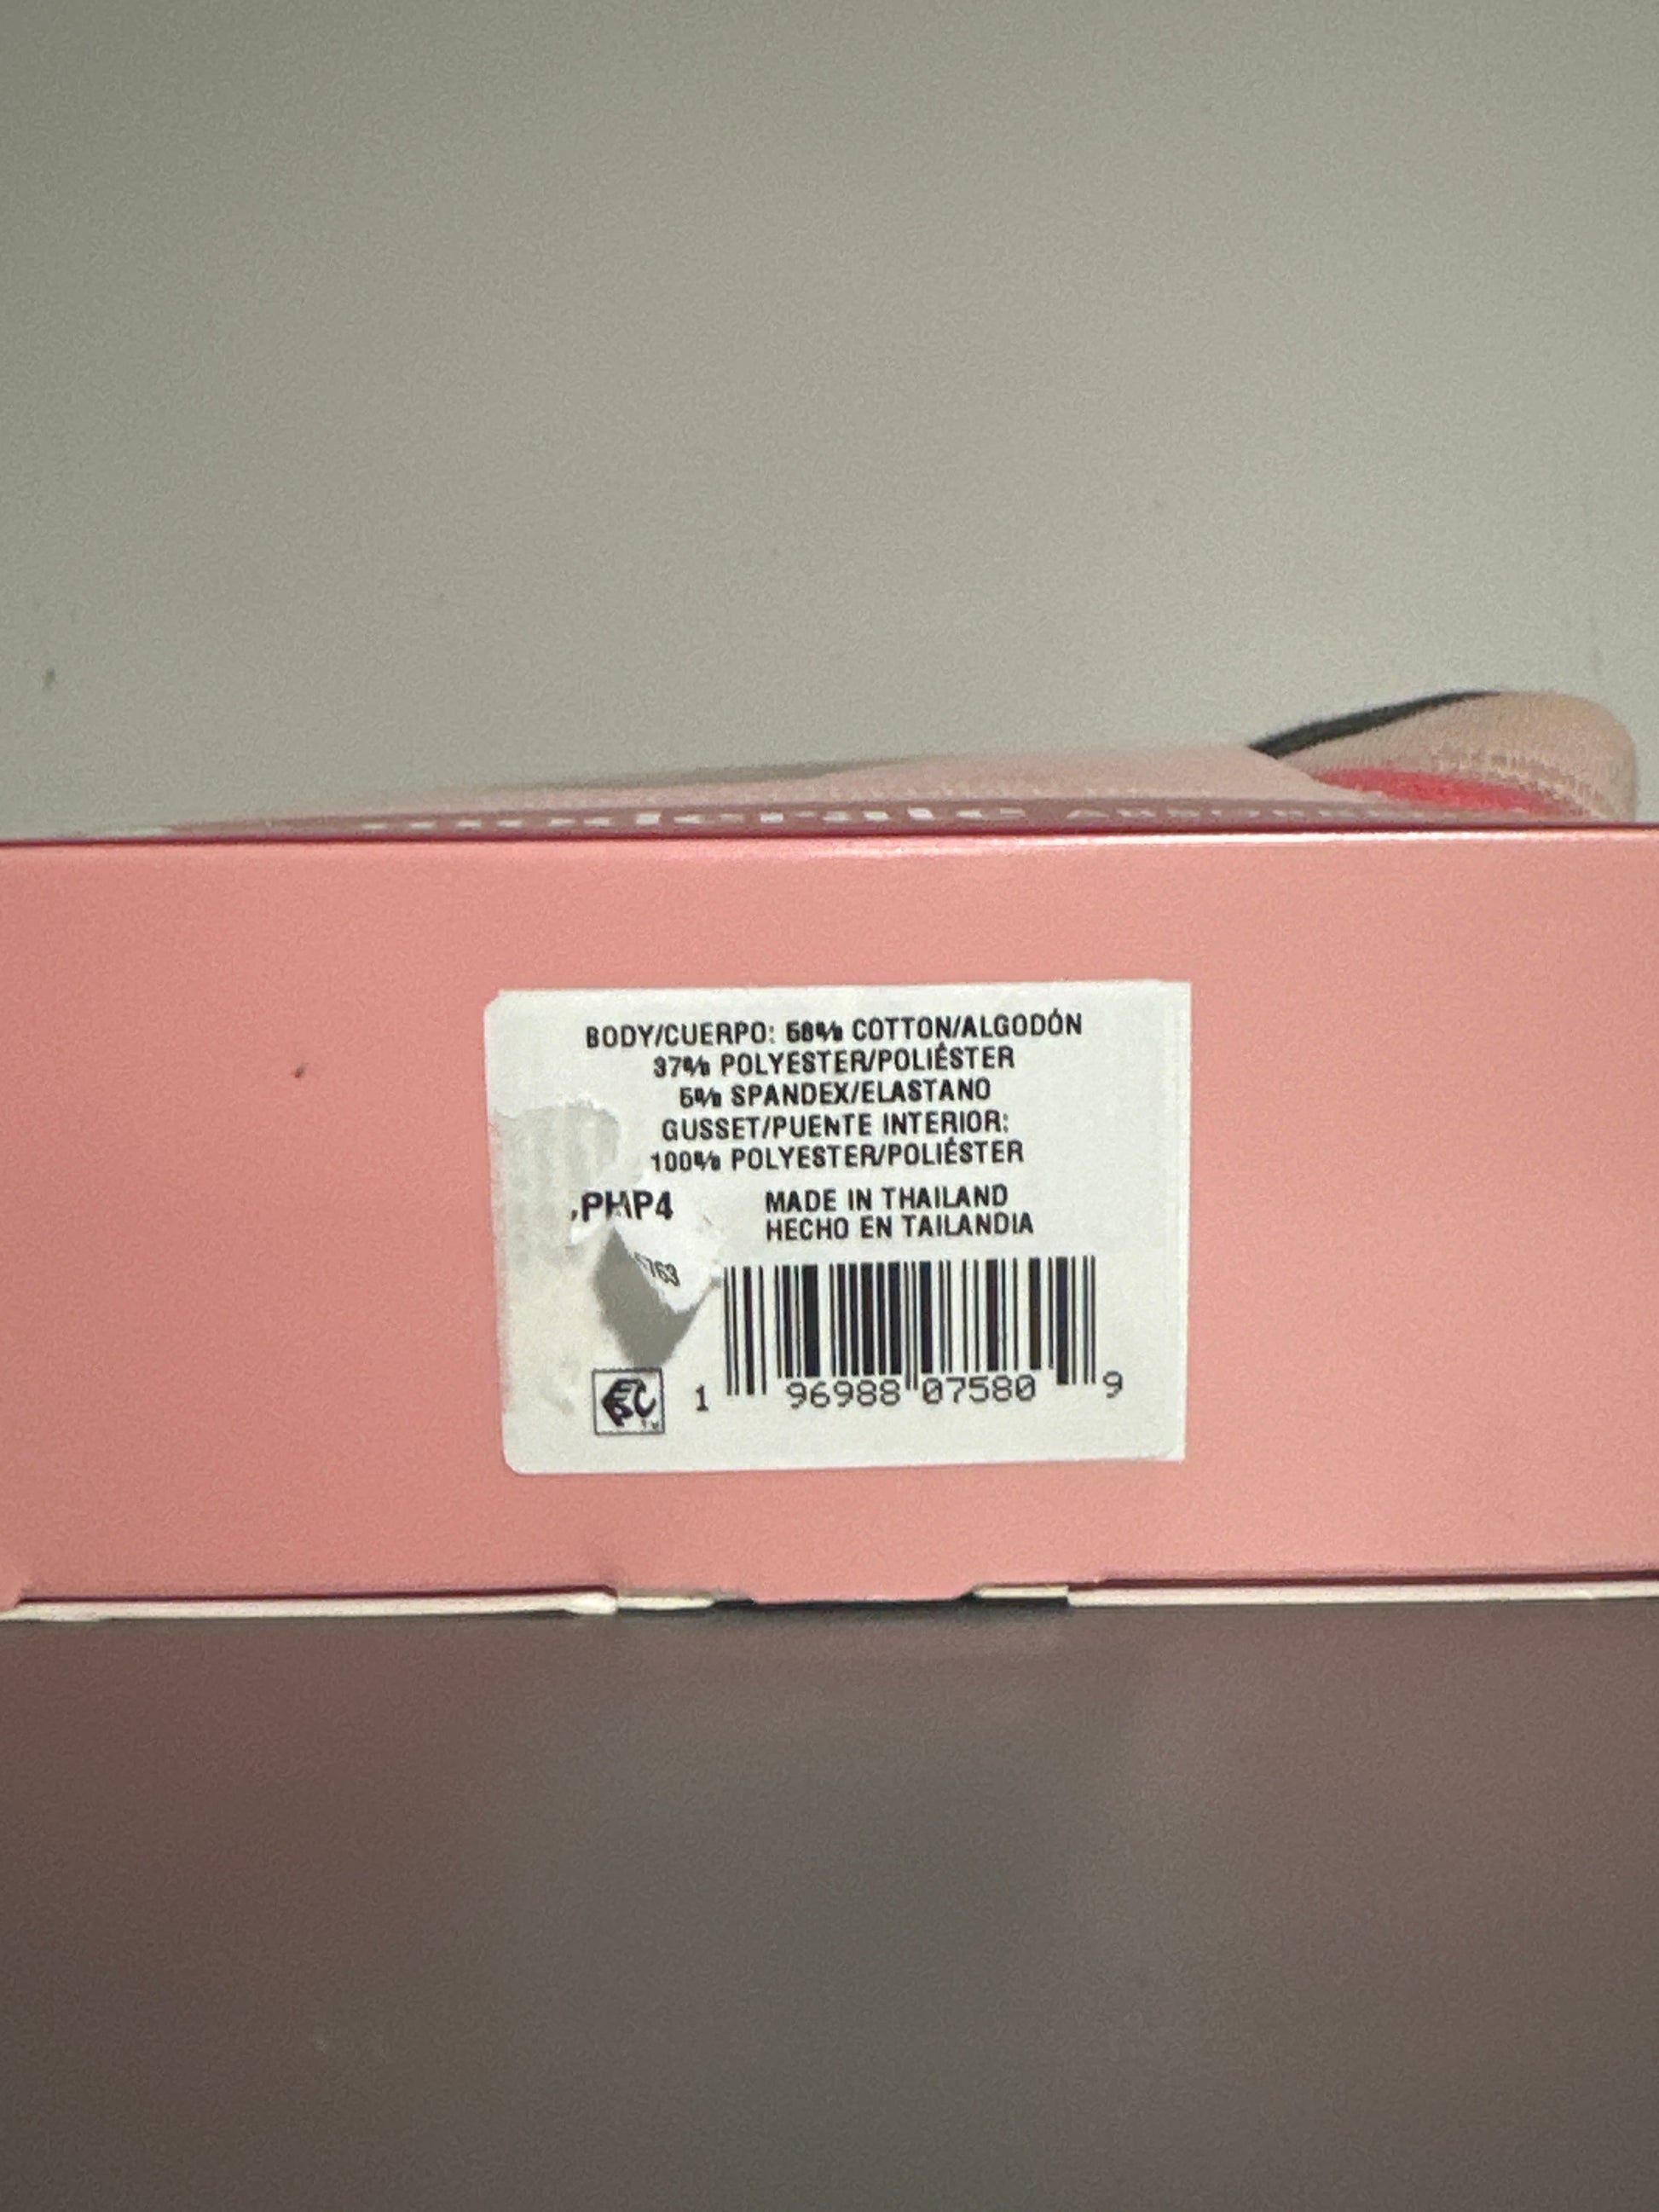 moderate
BODY/CUERPO: 58% COTTON/ALGODÓN
37% POLYESTER/POLIÉSTER
5% SPANDEX/ELASTANO
GUSSET/PUENTE INTERIOR:
100% POLYESTER/POLIÉSTER
MADE IN THAILAND
HECHO EN TAILANDIA
1 96988 07580 9